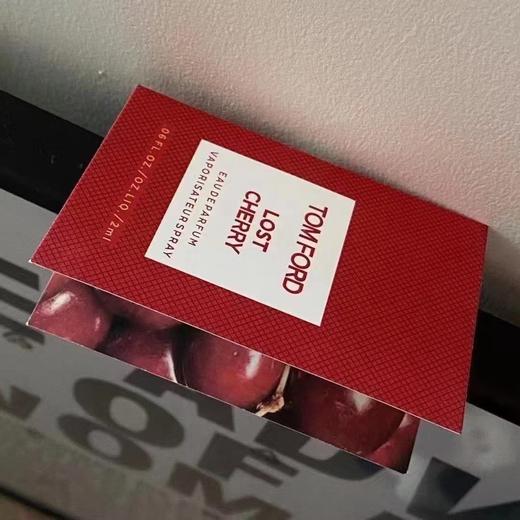 TOM FORD
LOST
CHERRY
EAU DE PARFUM
VAPORISATEUR SPRAY
06 FL.OZ/OZ.LIQ/2ml